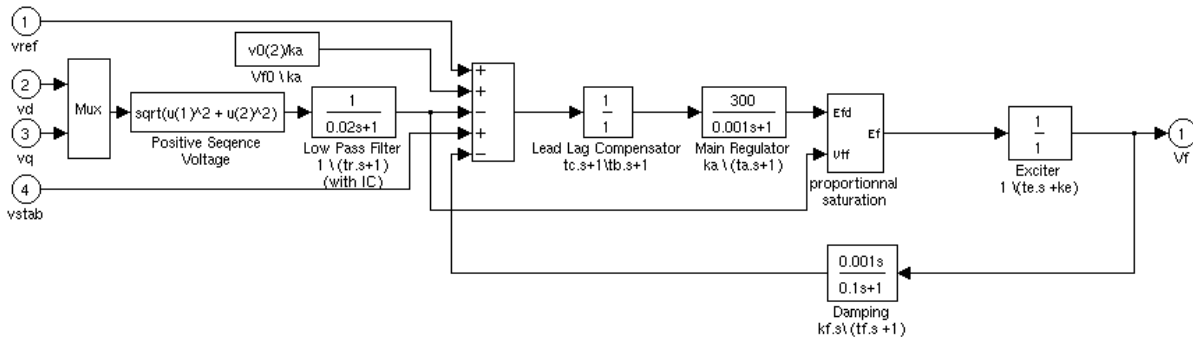 1
vref
v0(2)/ka
Vf0 \ ka
2
vd
3
vq
Mux
sqrt(u(1)^2 + u(2)^2)
Positive Seqence
Voltage
1
0.02s+1
Low Pass Filter
1 \ (tr.s+1)
(with IC)
4
vstab
+
+
−
+
−
1
1
Lead Lag Compensator
tc.s+1\tb.s+1
300
0.001s+1
Main Regulator
ka \ (ta.s+1)
Efd
Ef
Vtf
proportionnal
saturation
1
1
Exciter
1 \(te.s +ke)
1
Vf
0.001s
0.1s+1
Damping
kf.s\ (tf.s +1)